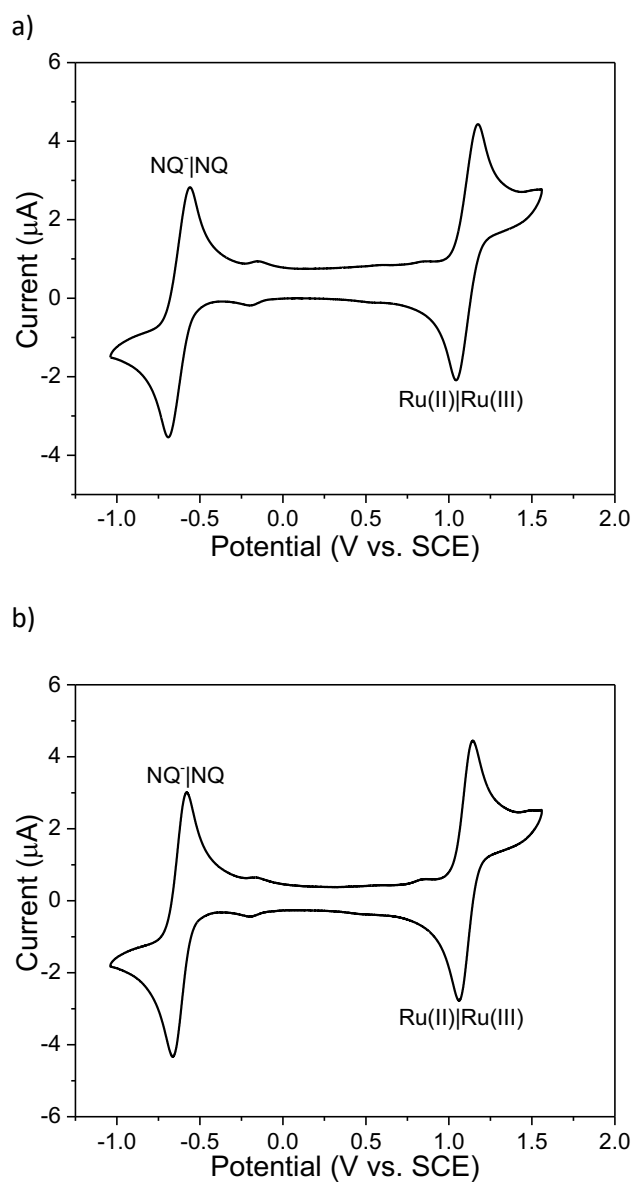 a)
6
4
2
0
-2
-4
Current (μA)
NQ⁻|NQ
Ru(II)|Ru(III)
-1.0 -0.5 0.0 0.5 1.0 1.5 2.0
Potential (V vs. SCE)
b)
6
4
2
0
-2
-4
-6
Current (μA)
NQ⁻|NQ
Ru(II)|Ru(III)
-1.0 -0.5 0.0 0.5 1.0 1.5 2.0
Potential (V vs. SCE)